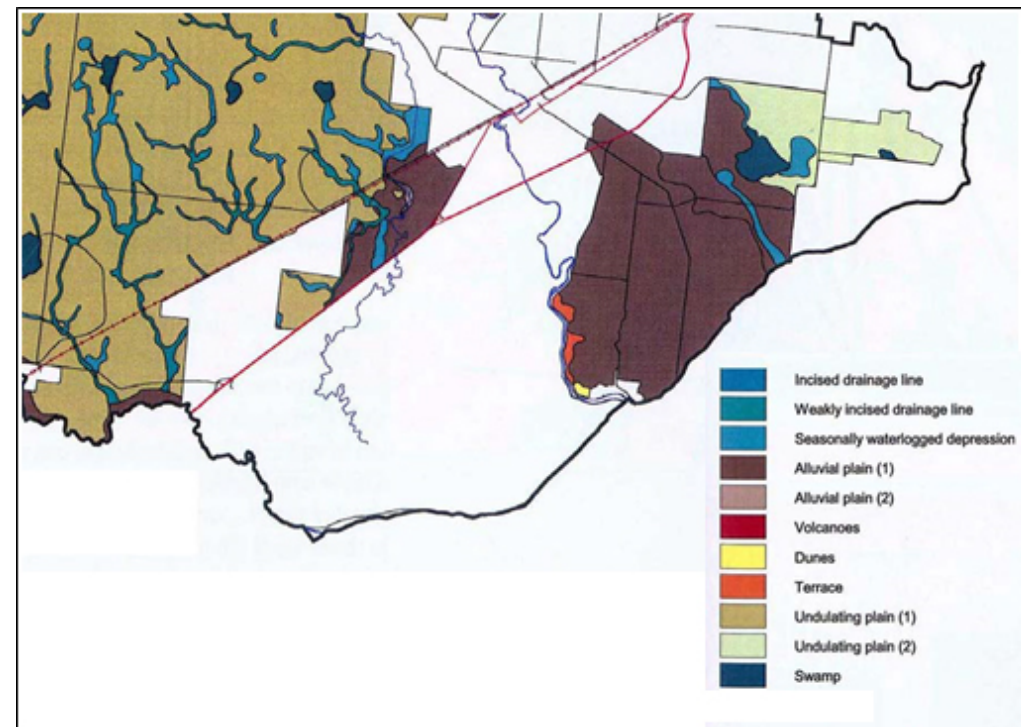 Incised drainage line
Weakly incised drainage line
Seasonally waterlogged depression
Alluvial plain (1)
Alluvial plain (2)
Volcanoes
Dunes
Terrace
Undulating plain (1)
Undulating plain (2)
Swamp